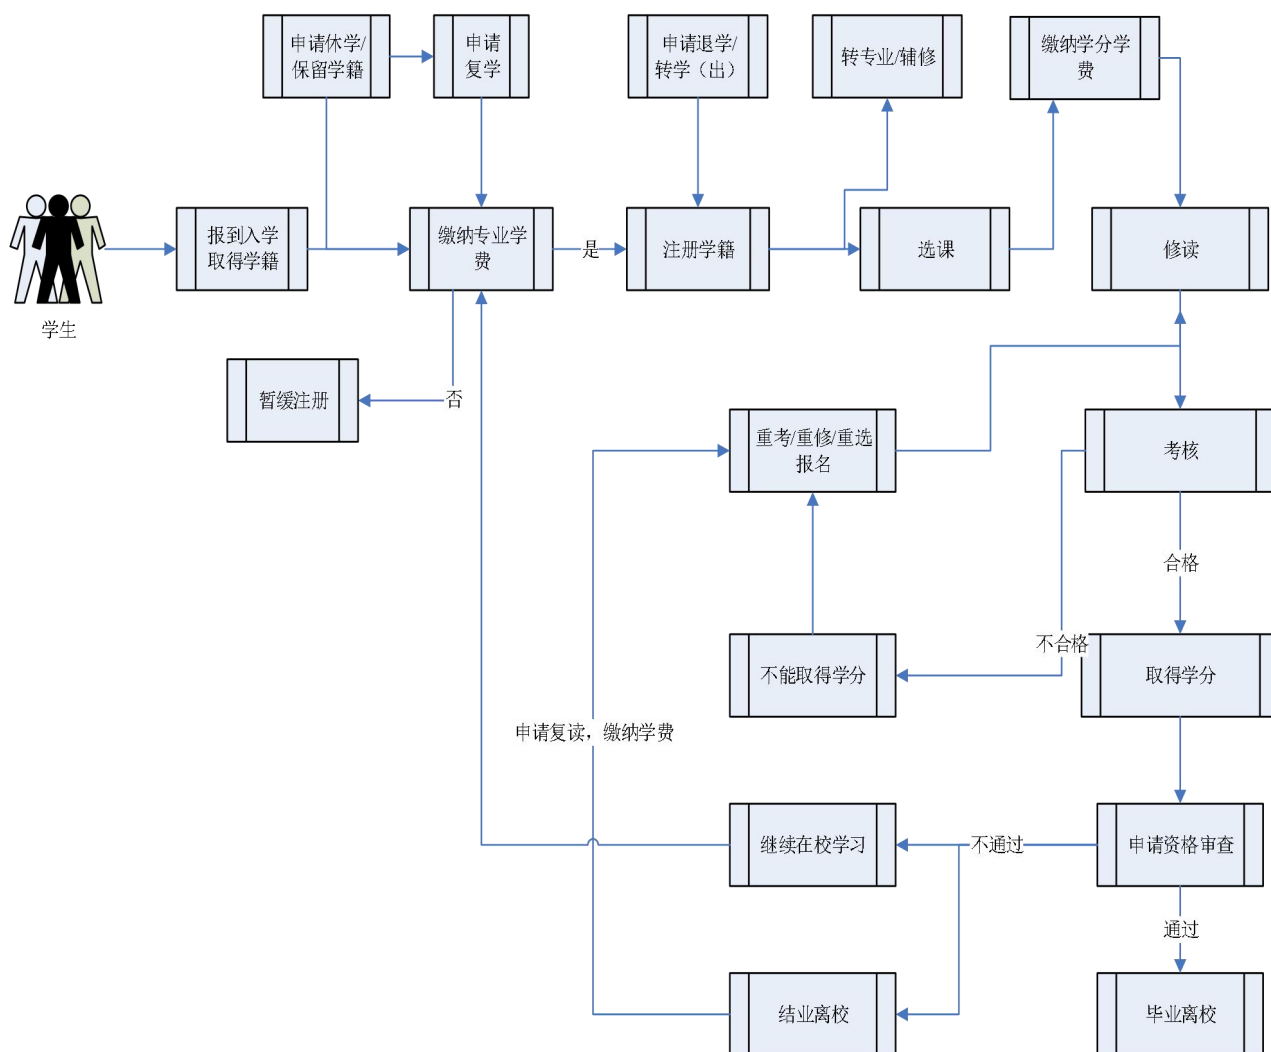 申请休学/
保留学籍
申请
复学
申请退学/
转学（出）
转专业/辅修
缴纳学分学
费
学生
报到入学
取得学籍
缴纳专业学
费
是
注册学籍
选课
修读
暂缓注册
否
重考/重修/重选
报名
考核
合格
不合格
不能取得学分
取得学分
申请复读，缴纳学费
继续在校学习
不通过
申请资格审查
通过
结业离校
毕业离校